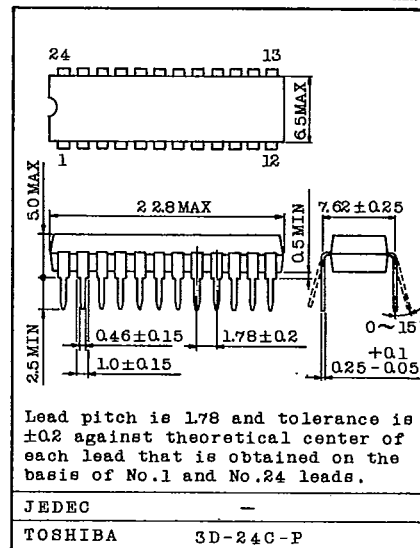 24 13
6.5MAX
1 12
5.0MAX
22.8MAX
0.5MIN
7.62±0.25
2.5MIN
0.46±0.15
1.78±0.2
1.0±0.15
0~15
+0.1
0.25-0.05
Lead pitch is 1.78 and tolerance is
±0.2 against theoretical center of
each lead that is obtained on the
basis of No.1 and No.24 leads.
JEDEC —
TOSHIBA 3D-24C-P